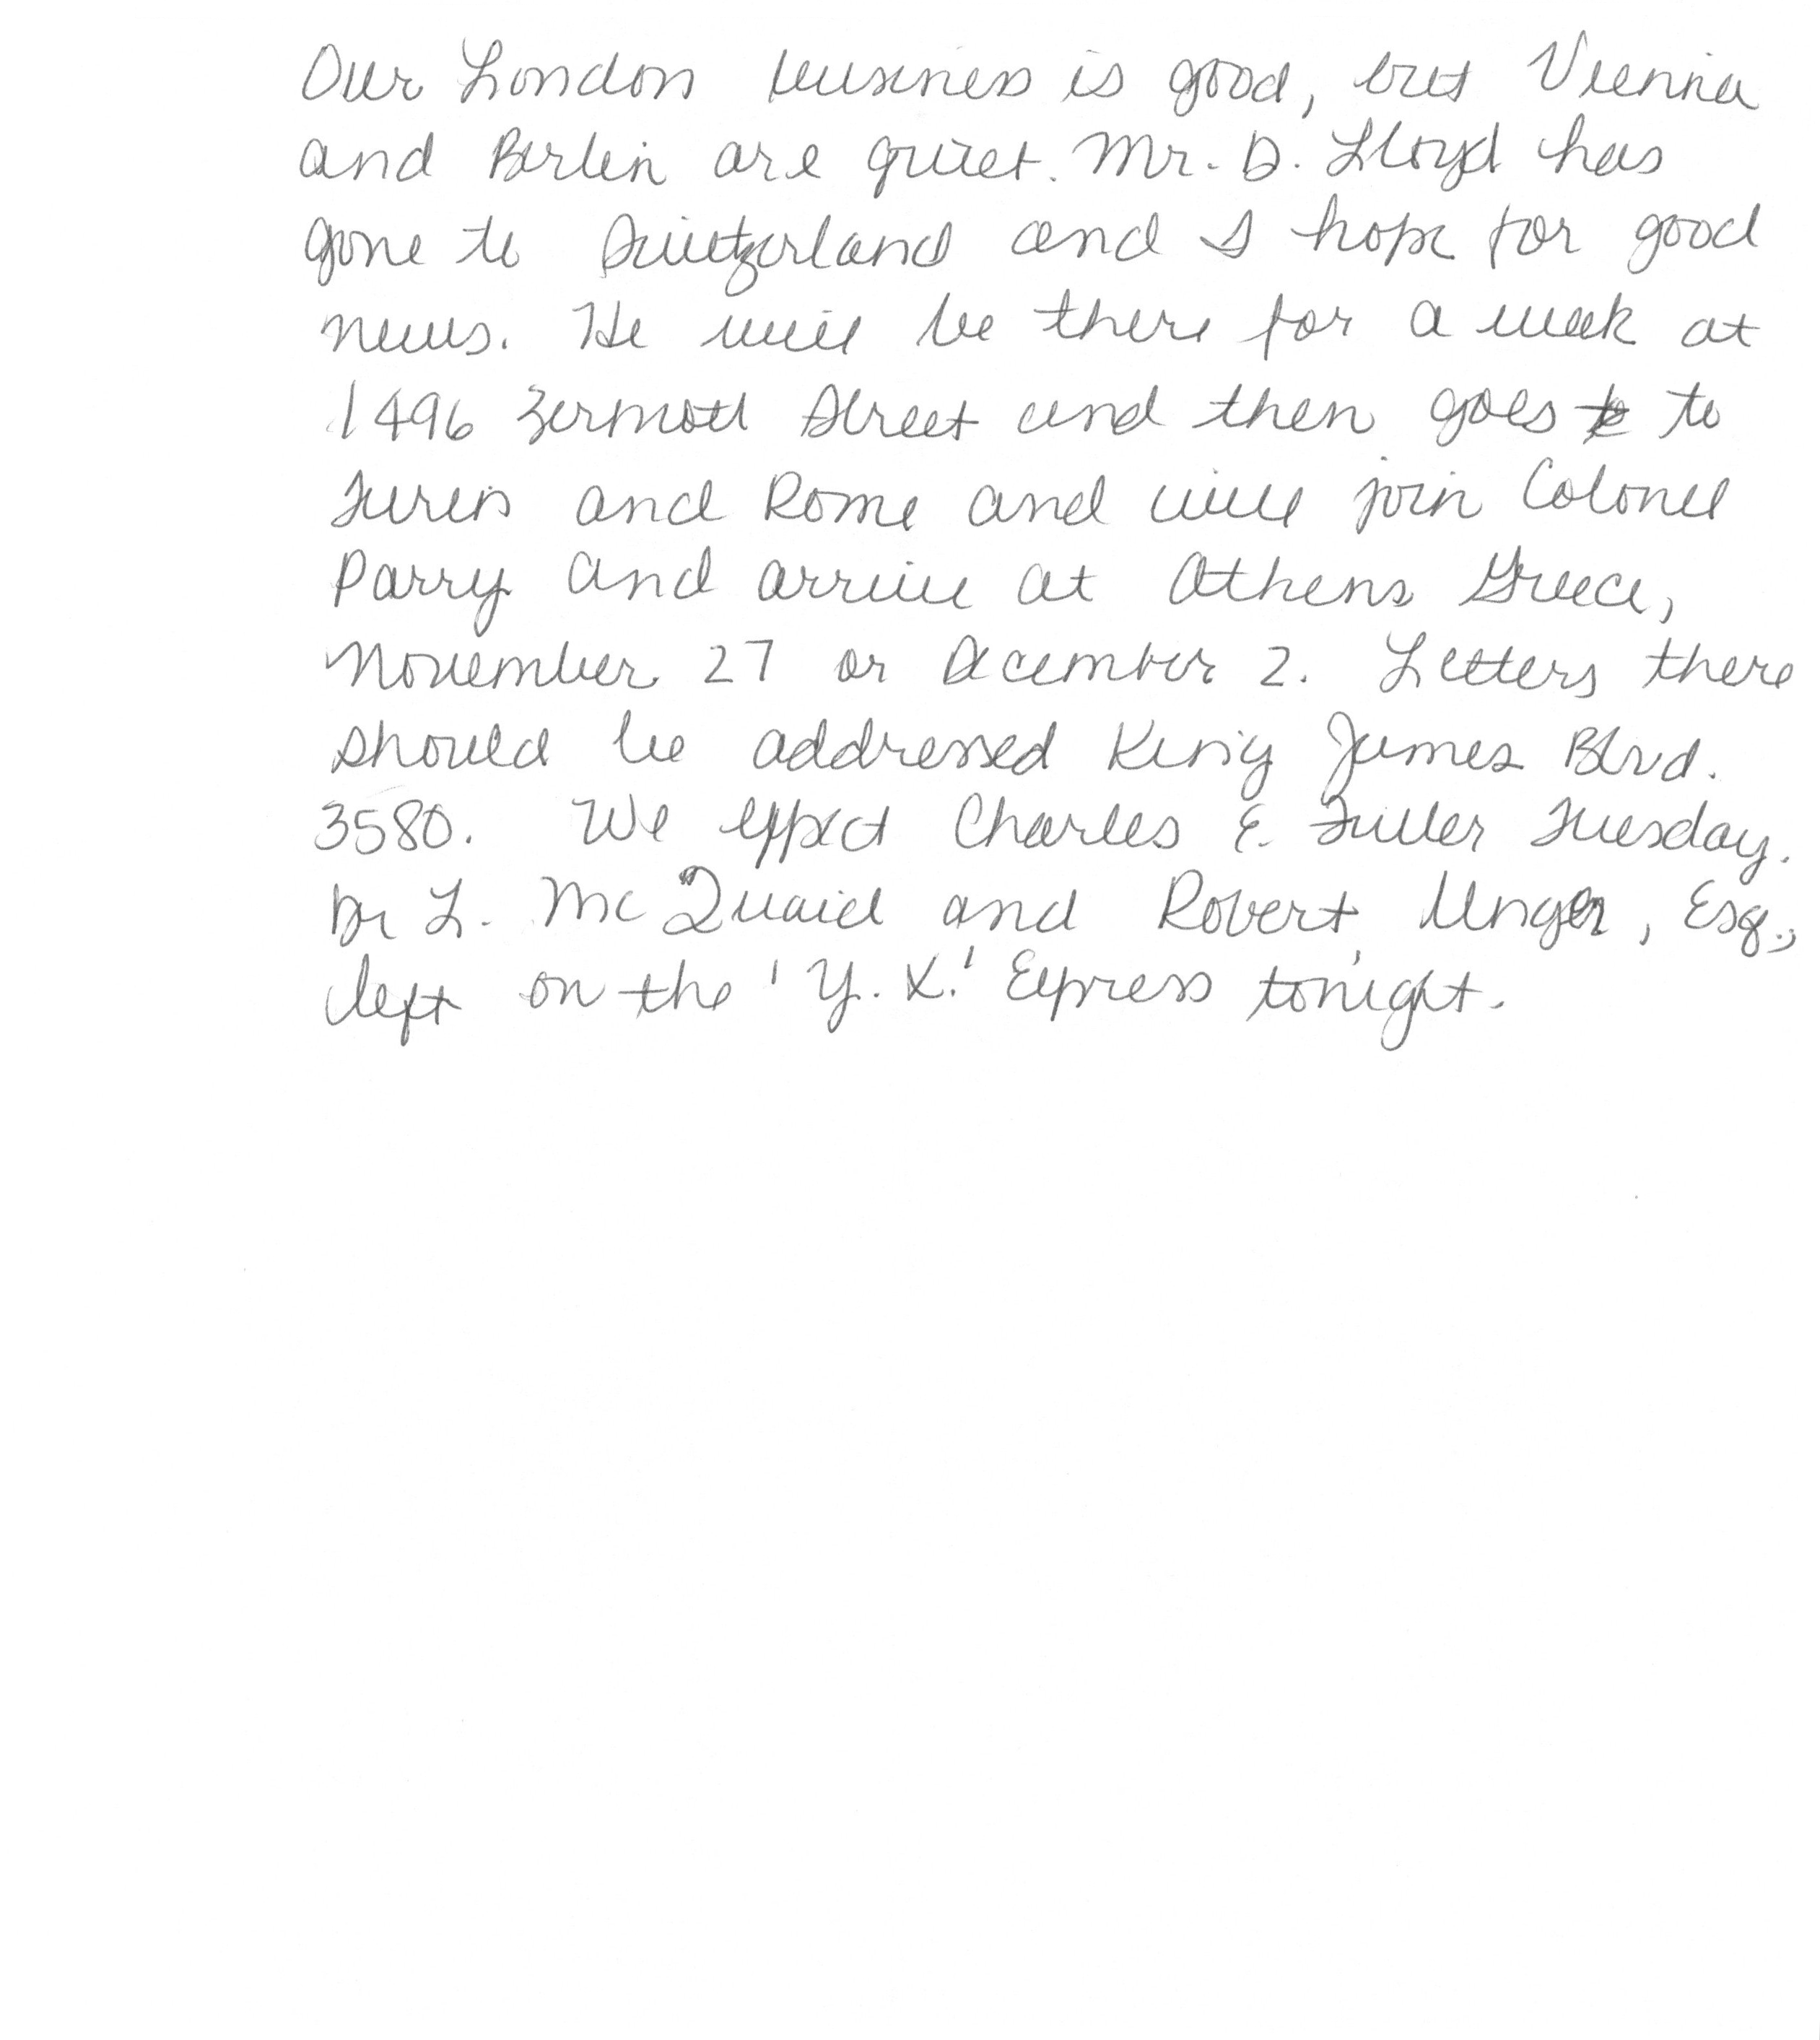 Our London business is good, but Vienna
and Berlin are quiet. Mr. D. Lloyd has
gone to Switzerland and I hope for good
news. He will be there for a week at
1496 Zermott Street and then goes to to
Turin and Rome and will join Colonel
Parry and arrive at Athens Greece,
November 27 or December 2. Letters there
should be addressed King James Blvd.
3580. We expect Charles E. Fuller Tuesday.
Dr L. McQuaid and Robert Unger, Esq.,
left on the 'Y. X.' Express tonight.